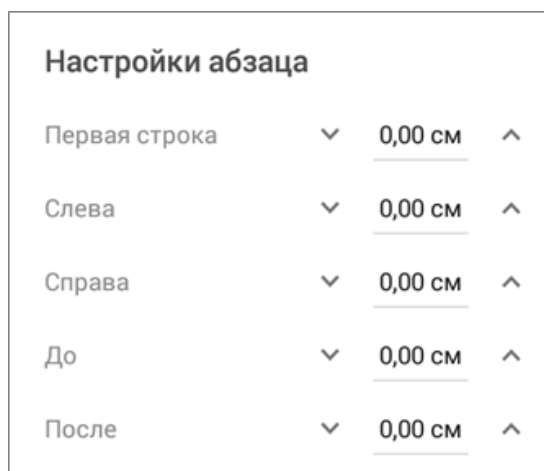 Настройки абзаца
Первая строка 0,00 см
Слева 0,00 см
Справа 0,00 см
До 0,00 см
После 0,00 см